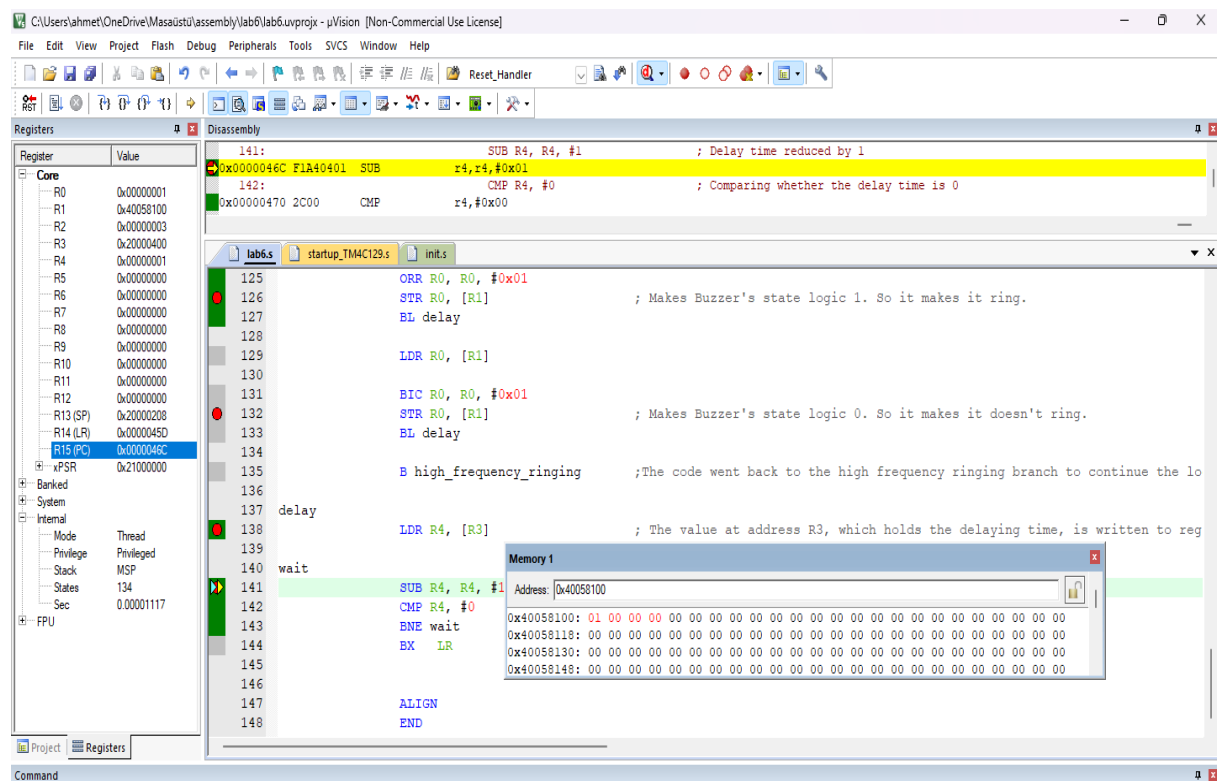 C:\Users\ahmet\OneDrive\Masaüstü\assembly\lab6\lab6.uvprojx - µVision [Non-Commercial Use License]
File Edit View Project Flash Debug Peripherals Tools SVCS Window Help
Reset_Handler
Registers
Register Value
Core
R0 0x00000001
R1 0x40058100
R2 0x00000003
R3 0x20000400
R4 0x00000001
R5 0x00000000
R6 0x00000000
R7 0x00000000
R8 0x00000000
R9 0x00000000
R10 0x00000000
R11 0x00000000
R12 0x00000000
R13 (SP) 0x20000208
R14 (LR) 0x0000045D
R15 (PC) 0x0000046C
xPSR 0x21000000
Banked
System
Internal
Mode Thread
Privilege Privileged
Stack MSP
States 134
Sec 0.00001117
FPU
Project Registers
Disassembly
141: SUB R4, R4, #1 ; Delay time reduced by 1
0x0000046C F1A40401 SUB r4,r4,#0x01
142: CMP R4, #0 ; Comparing whether the delay time is 0
0x00000470 2C00 CMP r4,#0x00
lab6.s startup_TM4C129.s init.s
125 ORR R0, R0, #0x01
126 STR R0, [R1] ; Makes Buzzer's state logic 1. So it makes it ring.
127 BL delay
128
129 LDR R0, [R1]
130
131 BIC R0, R0, #0x01
132 STR R0, [R1] ; Makes Buzzer's state logic 0. So it makes it doesn't ring.
133 BL delay
134
135 B high_frequency_ringing ;The code went back to the high frequency ringing branch to continue the lo
136
137 delay
138 LDR R4, [R3] ; The value at address R3, which holds the delaying time, is written to reg
139
140 wait
141 SUB R4, R4, #1
142 CMP R4, #0
143 BNE wait
144 BX LR
145
146
147 ALIGN
148 END
Memory 1
Address: 0x40058100
0x40058100: 01 00 00 00 00 00 00 00 00 00 00 00 00 00 00 00 00 00 00 00 00 00 00 00
0x40058118: 00 00 00 00 00 00 00 00 00 00 00 00 00 00 00 00 00 00 00 00 00 00 00 00
0x40058130: 00 00 00 00 00 00 00 00 00 00 00 00 00 00 00 00 00 00 00 00 00 00 00 00
0x40058148: 00 00 00 00 00 00 00 00 00 00 00 00 00 00 00 00 00 00 00 00 00 00 00 00
Command